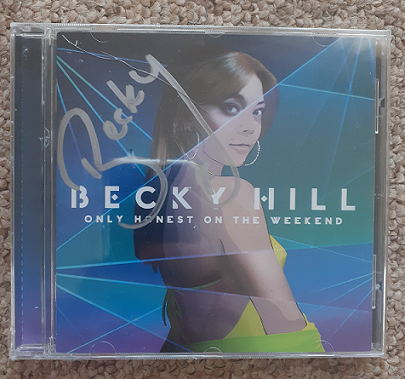 Becky
BECKY HILL
ONLY HONEST ON THE WEEKEND